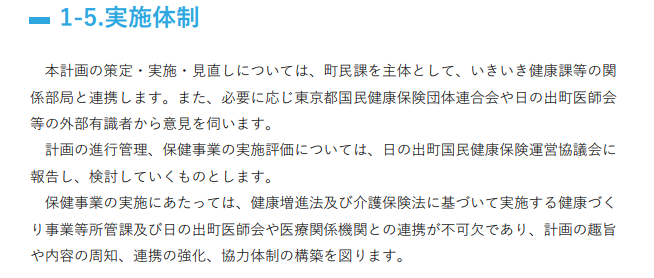 1-5.実施体制
本計画の策定・実施・見直しについては、町民課を主体として、いきいき健康課等の関
係部局と連携します。また、必要に応じ東京都国民健康保険団体連合会や日の出町医師会
等の外部有識者から意見を伺います。
計画の進行管理、保健事業の実施評価については、日の出町国民健康保険運営協議会に
報告し、検討していくものとします。
保健事業の実施にあたっては、健康増進法及び介護保険法に基づいて実施する健康づく
り事業等所管課及び日の出町医師会や医療関係機関との連携が不可欠であり、計画の趣旨
や内容の周知、連携の強化、協力体制の構築を図ります。